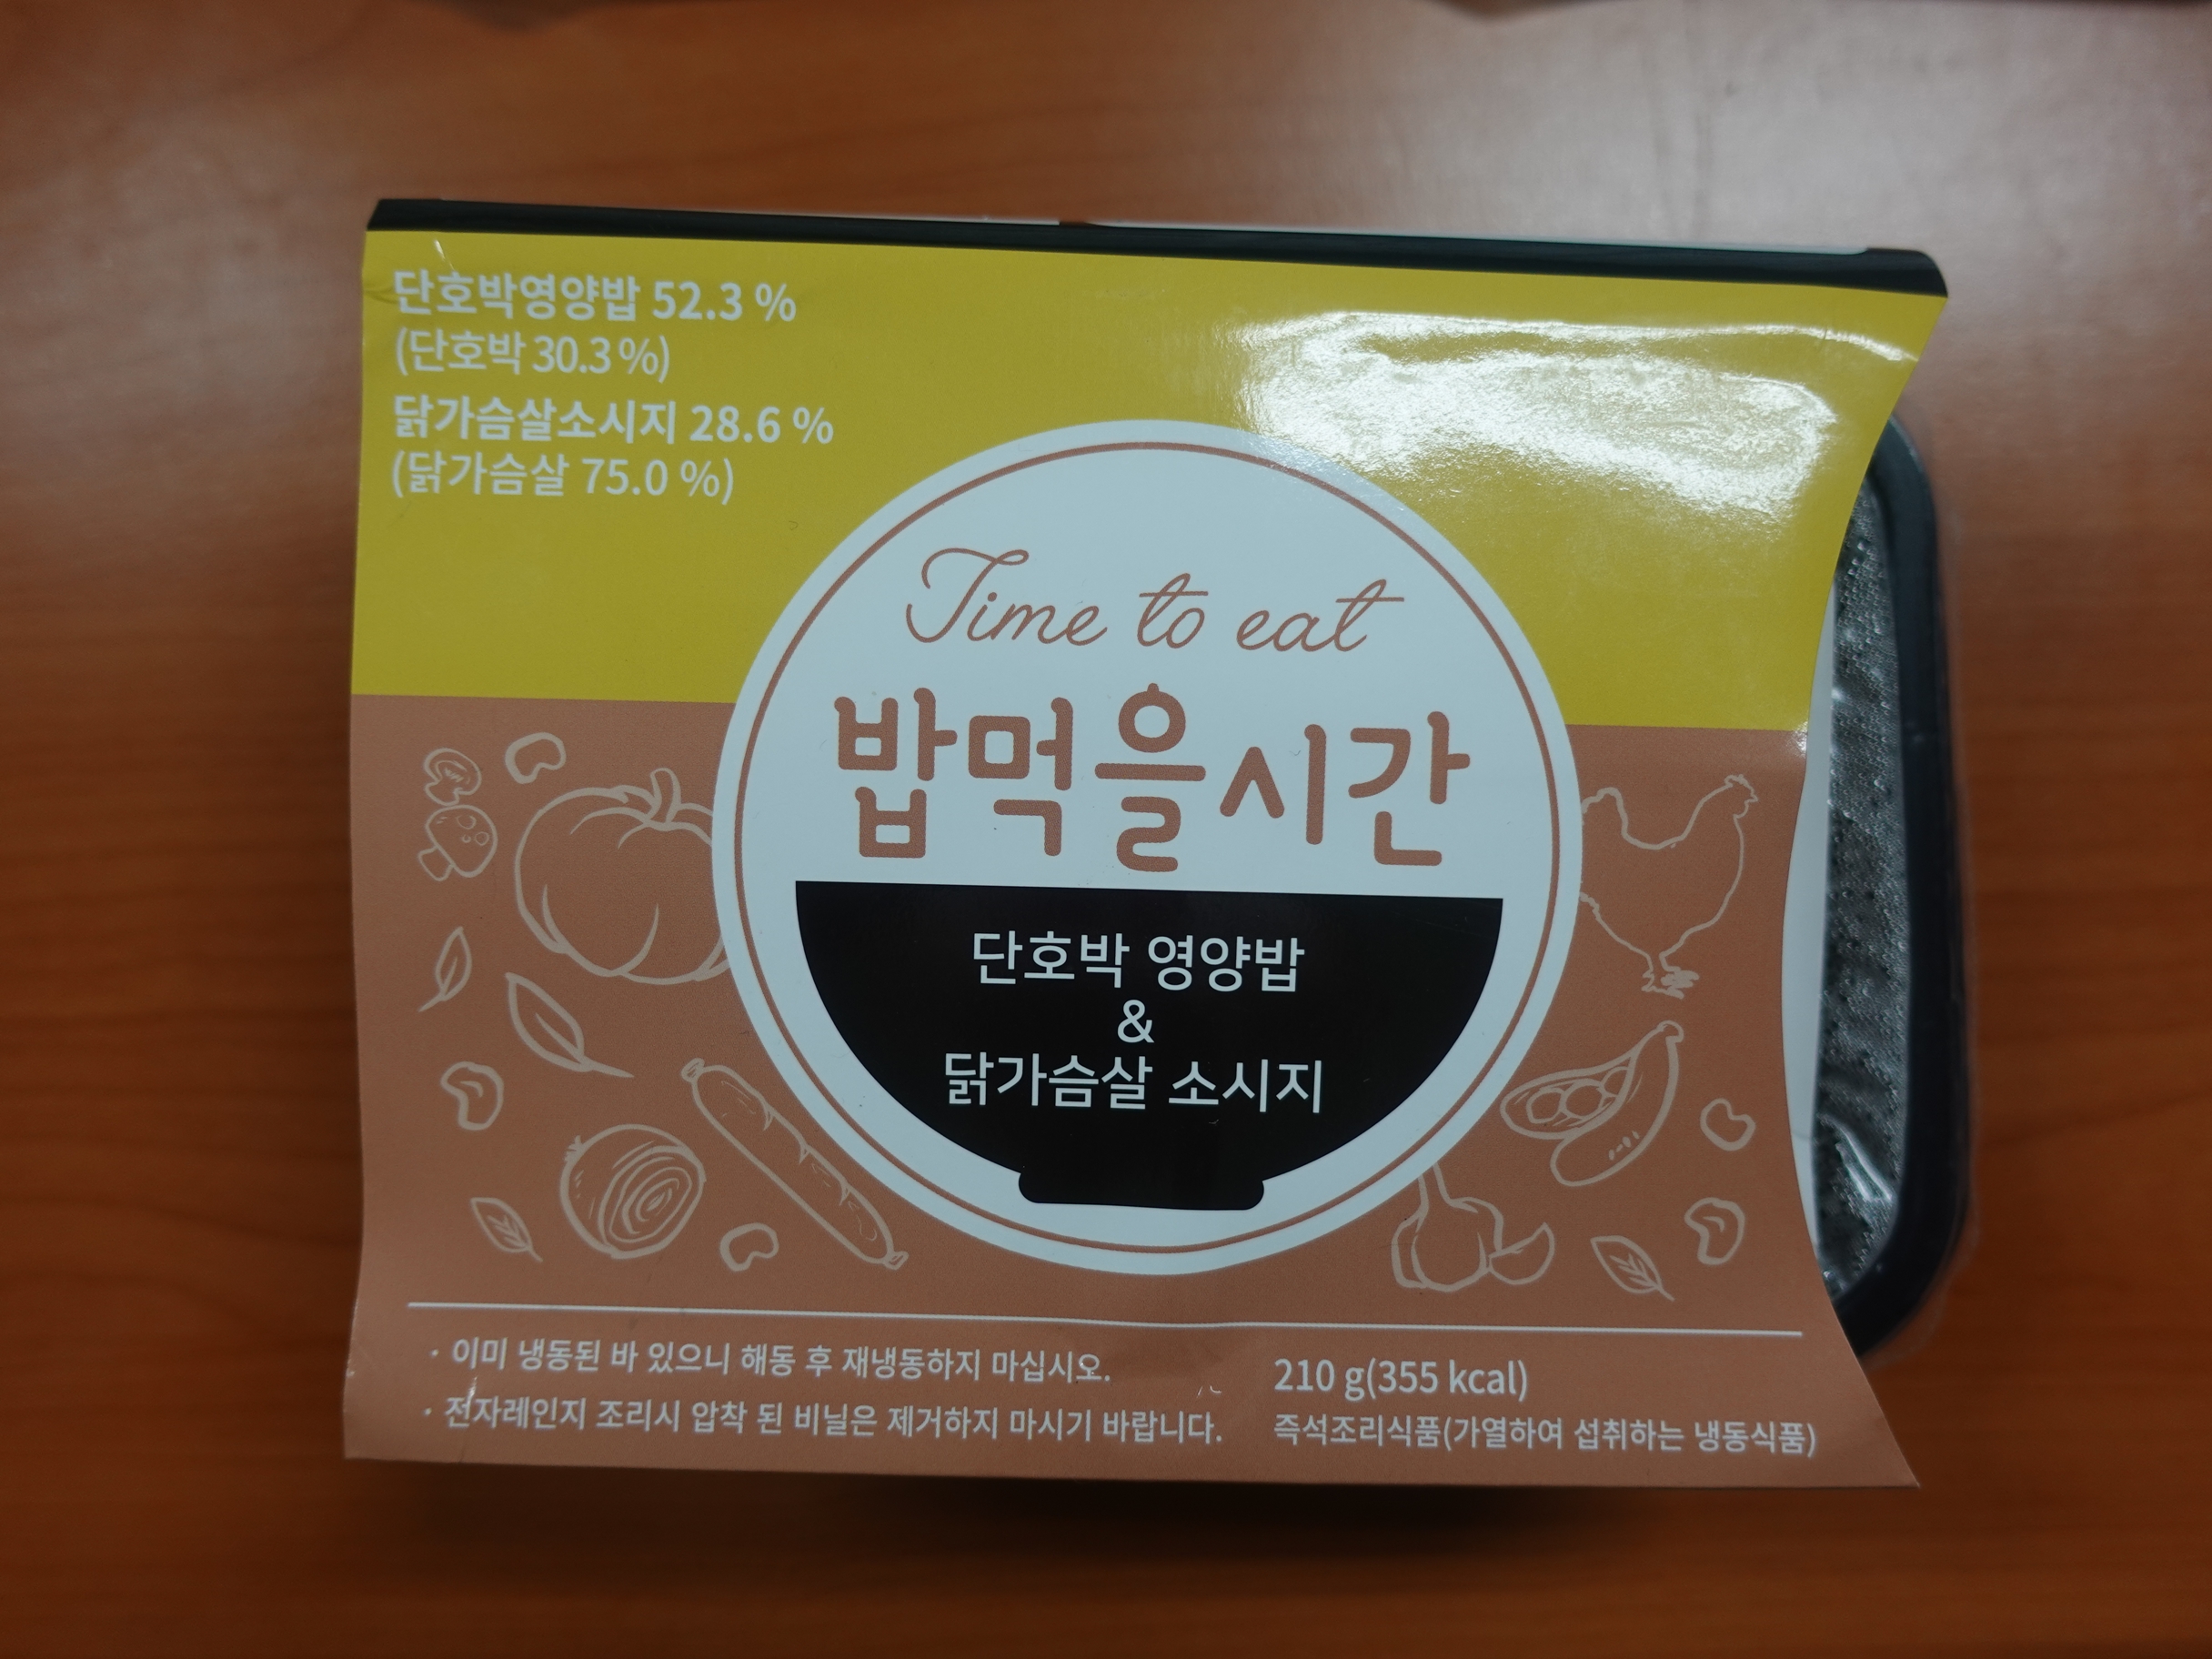 단호박영양밥 52.3 %
(단호박 30.3 %)
닭가슴살소시지 28.6 %
(닭가슴살 75.0 %)
Time to eat
밥먹을시간
단호박 영양밥
&
닭가슴살 소시지
· 이미 냉동된 바 있으니 해동 후 재냉동하지 마십시오.
· 전자레인지 조리시 압착 된 비닐은 제거하지 마시기 바랍니다.
210 g(355 kcal)
즉석조리식품(가열하여 섭취하는 냉동식품)